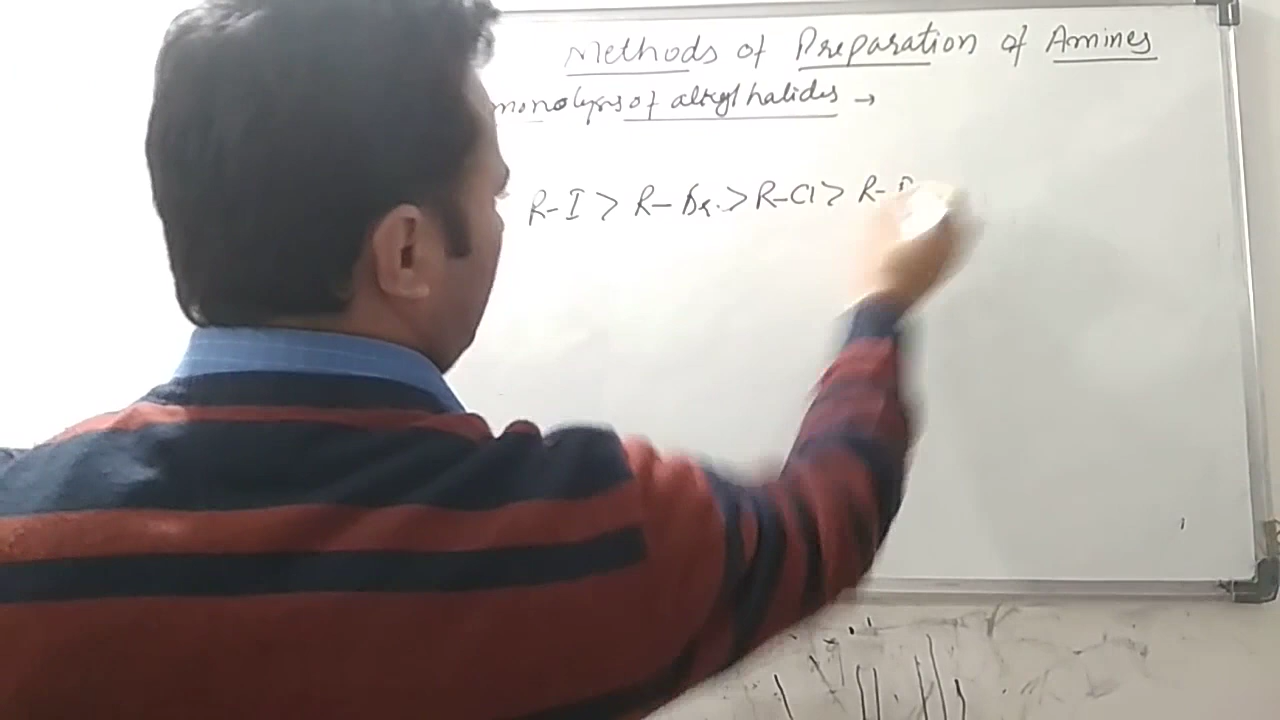 Methods of Preparation of Amines
monolysis of alkyl halides →
R-I > R-Br. > R-Cl > R-